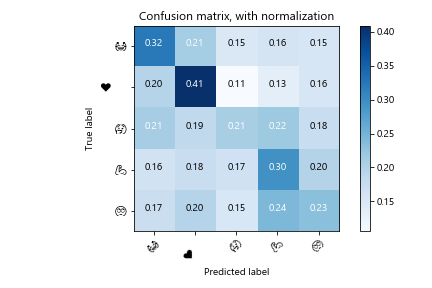 Confusion matrix, with normalization
0.32 0.21 0.15 0.16 0.15
0.20 0.41 0.11 0.13 0.16
0.21 0.19 0.21 0.22 0.18
0.16 0.18 0.17 0.30 0.20
0.17 0.20 0.15 0.24 0.23
True label
Predicted label
0.40
0.35
0.30
0.25
0.20
0.15